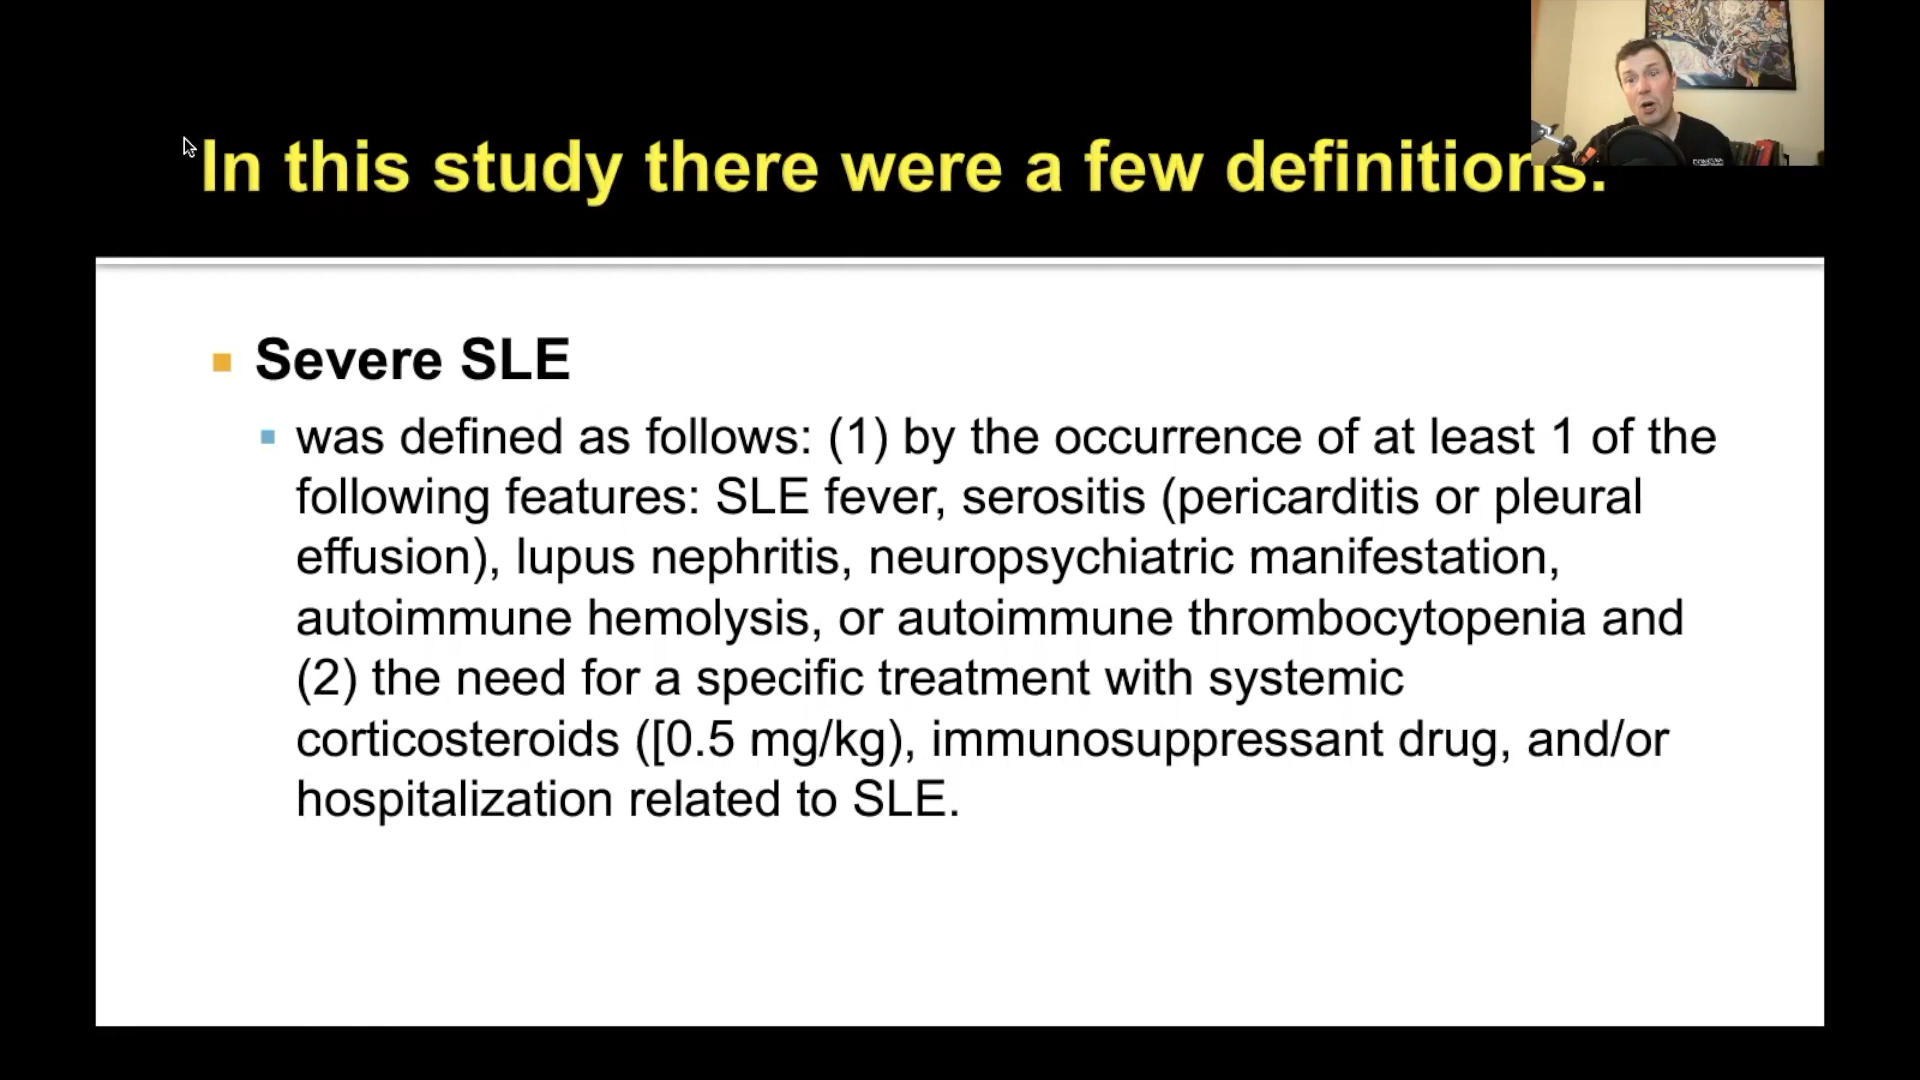 In this study there were a few definitions.
Severe SLE
was defined as follows: (1) by the occurrence of at least 1 of the
following features: SLE fever, serositis (pericarditis or pleural
effusion), lupus nephritis, neuropsychiatric manifestation,
autoimmune hemolysis, or autoimmune thrombocytopenia and
(2) the need for a specific treatment with systemic
corticosteroids ([0.5 mg/kg), immunosuppressant drug, and/or
hospitalization related to SLE.